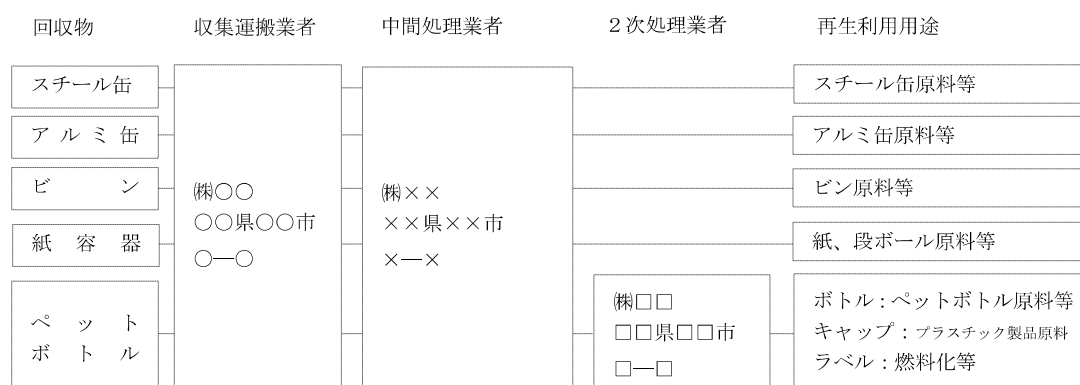 回収物 収集運搬業者 中間処理業者 ２次処理業者 再生利用用途
スチール缶 スチール缶原料等
アルミ缶 アルミ缶原料等
ビン ビン原料等
㈱○○
○○県○○市
○―○
㈱××
××県××市
×―×
紙容器 紙、段ボール原料等
ペット
ボトル
㈱□□
□□県□□市
□―□
ボトル：ペットボトル原料等
キャップ：プラスチック製品原料
ラベル：燃料化等